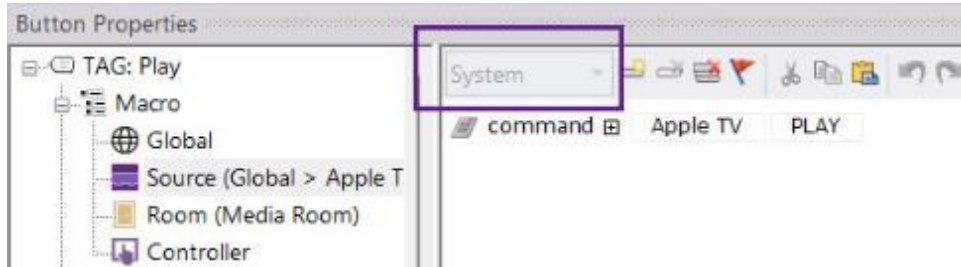 Button Properties
TAG: Play
Macro
Global
Source (Global > Apple T
Room (Media Room)
Controller
System
command Apple TV PLAY